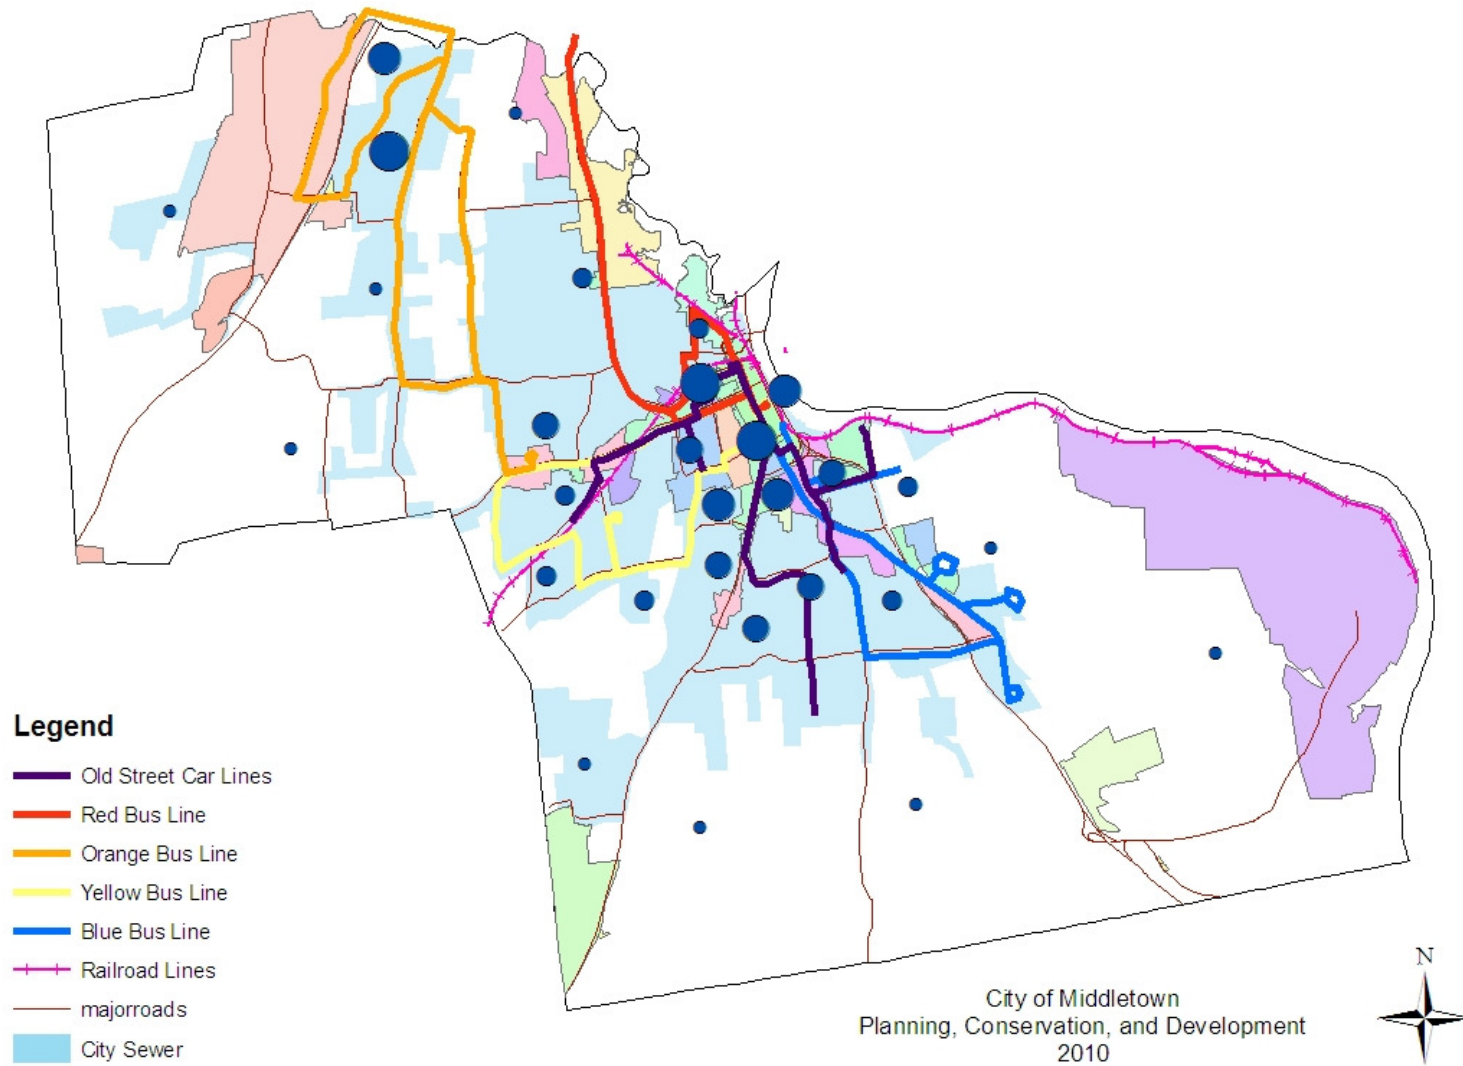 Legend
Old Street Car Lines
Red Bus Line
Orange Bus Line
Yellow Bus Line
Blue Bus Line
Railroad Lines
majorroads
City Sewer
City of Middletown
Planning, Conservation, and Development
2010
N